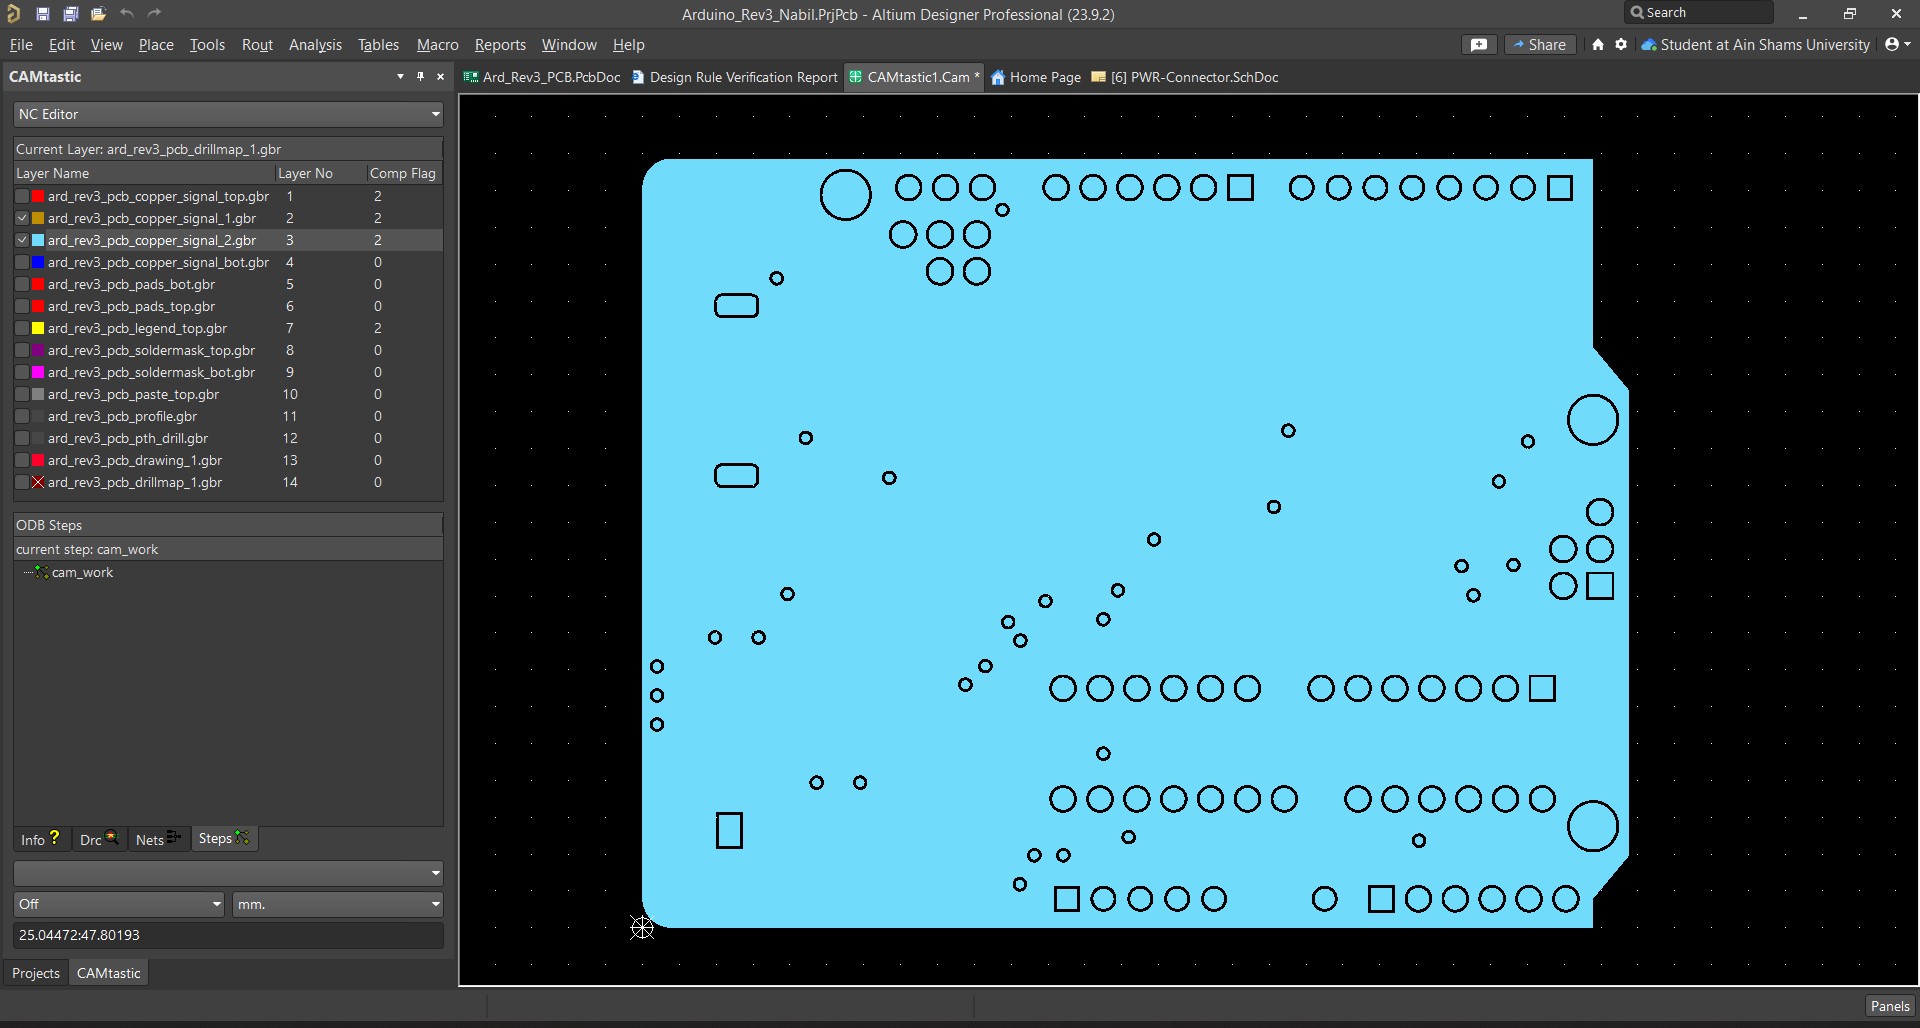 Arduino_Rev3_Nabil.PrjPcb - Altium Designer Professional (23.9.2)
Search
File Edit View Place Tools Rout Analysis Tables Macro Reports Window Help
Share
Student at Ain Shams University
CAMtastic
Ard_Rev3_PCB.PcbDoc
Design Rule Verification Report
CAMtastic1.Cam *
Home Page
[6] PWR-Connector.SchDoc
NC Editor
Current Layer: ard_rev3_pcb_drillmap_1.gbr
Layer Name Layer No Comp Flag
ard_rev3_pcb_copper_signal_top.gbr 1 2
ard_rev3_pcb_copper_signal_1.gbr 2 2
ard_rev3_pcb_copper_signal_2.gbr 3 2
ard_rev3_pcb_copper_signal_bot.gbr 4 0
ard_rev3_pcb_pads_bot.gbr 5 0
ard_rev3_pcb_pads_top.gbr 6 0
ard_rev3_pcb_legend_top.gbr 7 2
ard_rev3_pcb_soldermask_top.gbr 8 0
ard_rev3_pcb_soldermask_bot.gbr 9 0
ard_rev3_pcb_paste_top.gbr 10 0
ard_rev3_pcb_profile.gbr 11 0
ard_rev3_pcb_pth_drill.gbr 12 0
ard_rev3_pcb_drawing_1.gbr 13 0
ard_rev3_pcb_drillmap_1.gbr 14 0
ODB Steps
current step: cam_work
cam_work
Info ? Drc Nets Steps
Off mm.
25.04472:47.80193
Projects CAMtastic
Panels